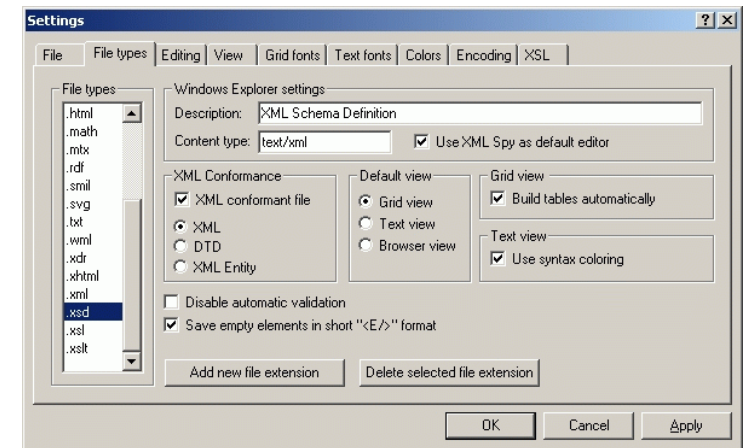 Settings
File File types Editing View Grid fonts Text fonts Colors Encoding XSL
File types
.html
.math
.mtx
.rdf
.smil
.svg
.txt
.wml
.xdr
.xhtml
.xml
.xsd
.xsl
.xslt
Windows Explorer settings
Description: XML Schema Definition
Content type: text/xml Use XML Spy as default editor
XML Conformance
XML conformant file
XML
DTD
XML Entity
Default view
Grid view
Text view
Browser view
Grid view
Build tables automatically
Text view
Use syntax coloring
Disable automatic validation
Save empty elements in short "<E/>" format
Add new file extension Delete selected file extension
OK Cancel Apply